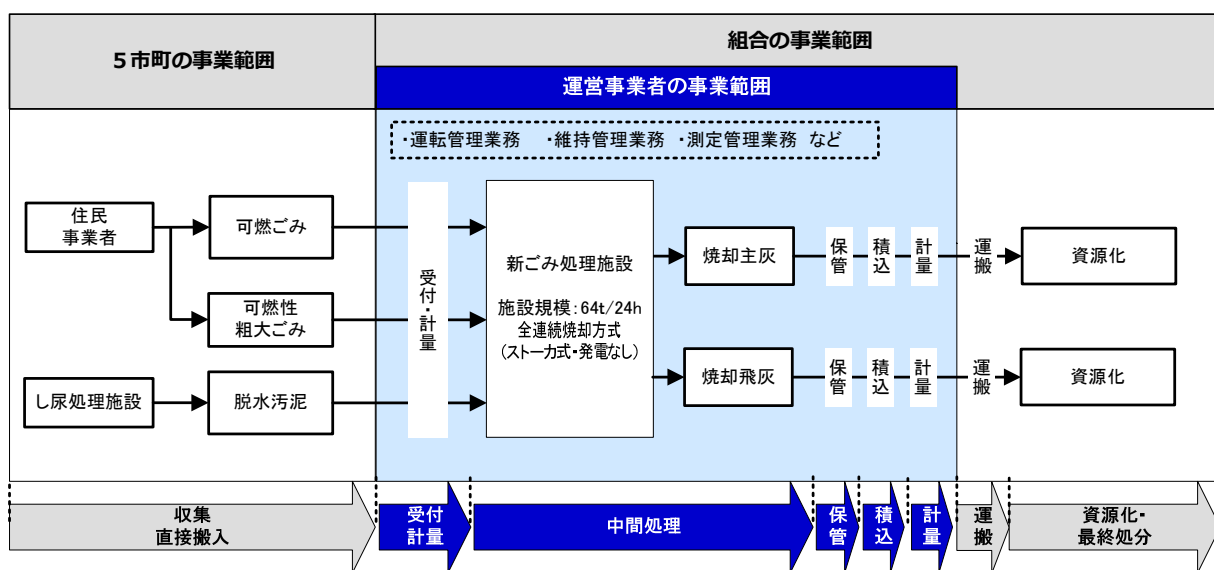 5市町の事業範囲
組合の事業範囲
運営事業者の事業範囲
・運転管理業務 ・維持管理業務 ・測定管理業務 など
住民
事業者
可燃ごみ
可燃性
粗大ごみ
し尿処理施設
脱水汚泥
受付・計量
新ごみ処理施設
施設規模:64t/24h
全連続焼却方式
(ストーカ式・発電なし)
焼却主灰
保管
積込
計量
運搬
資源化
焼却飛灰
保管
積込
計量
運搬
資源化
収集
直接搬入
受付
計量
中間処理
保管
積込
計量
運搬
資源化・
最終処分